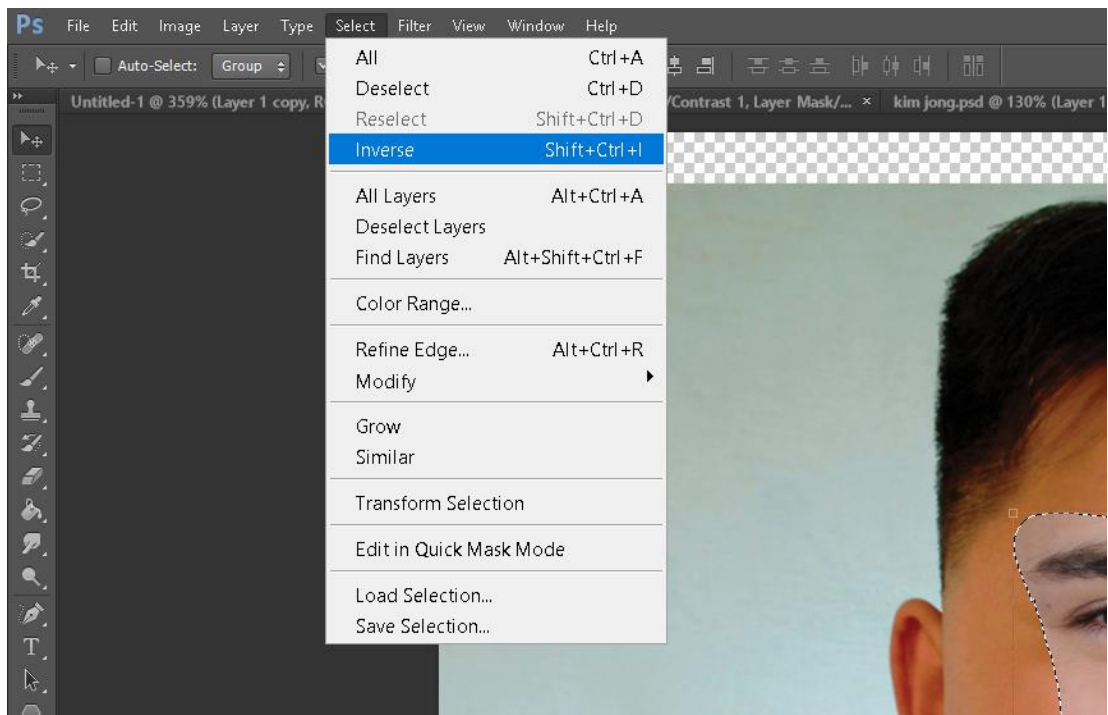 Ps File Edit Image Layer Type Select Filter View Window Help
Auto-Select: Group
Untitled-1 @ 359% (Layer 1 copy, R
/Contrast 1, Layer Mask/... × kim jong.psd @ 130% (Layer 1
All Ctrl+A
Deselect Ctrl+D
Reselect Shift+Ctrl+D
Inverse Shift+Ctrl+I
All Layers Alt+Ctrl+A
Deselect Layers
Find Layers Alt+Shift+Ctrl+F
Color Range...
Refine Edge... Alt+Ctrl+R
Modify
Grow
Similar
Transform Selection
Edit in Quick Mask Mode
Load Selection...
Save Selection...
T